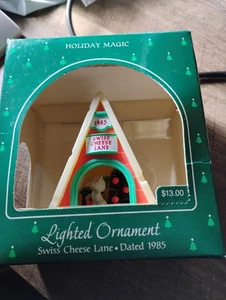 HOLIDAY MAGIC
1985
SWISS
CHEESE
LANE
$13.00
Lighted Ornament
Swiss Cheese Lane • Dated 1985